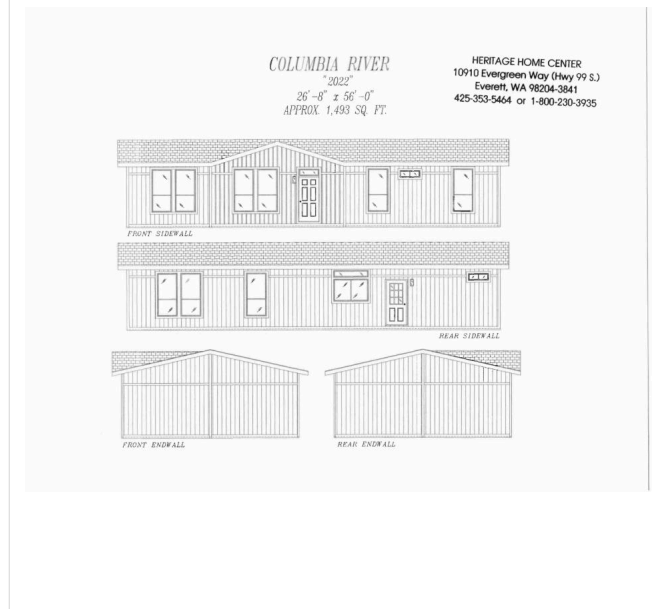 COLUMBIA RIVER
"2022"
26'-8" x 56'-0"
APPROX. 1,493 SQ. FT.
HERITAGE HOME CENTER
10910 Evergreen Way (Hwy 99 S.)
Everett, WA 98204-3841
425-353-5464 or 1-800-230-3935
FRONT SIDEWALL
REAR SIDEWALL
FRONT ENDWALL
REAR ENDWALL